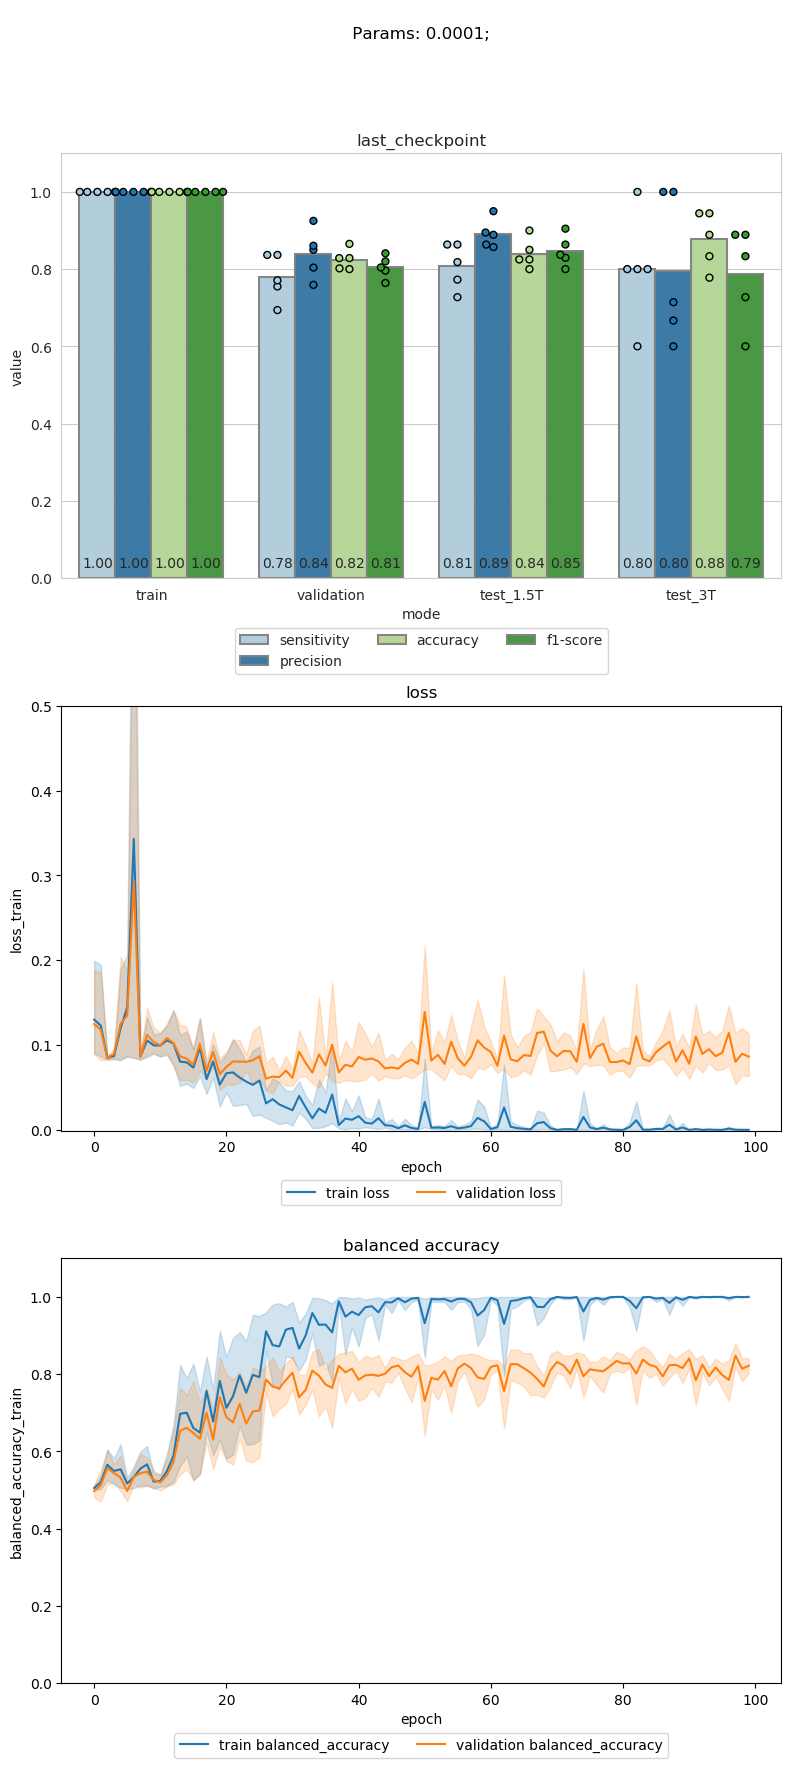 Params: 0.0001;
last_checkpoint
value
1.0
0.8
0.6
0.4
0.2
0.0
1.00 1.00 1.00 1.00 0.78 0.84 0.82 0.81 0.81 0.89 0.84 0.85 0.80 0.80 0.88 0.79
train validation test_1.5T test_3T
mode
sensitivity accuracy f1-score
precision
loss
loss_train
0.5
0.4
0.3
0.2
0.1
0.0
0 20 40 60 80 100
epoch
train loss validation loss
balanced accuracy
balanced_accuracy_train
1.0
0.8
0.6
0.4
0.2
0.0
0 20 40 60 80 100
epoch
train balanced_accuracy validation balanced_accuracy